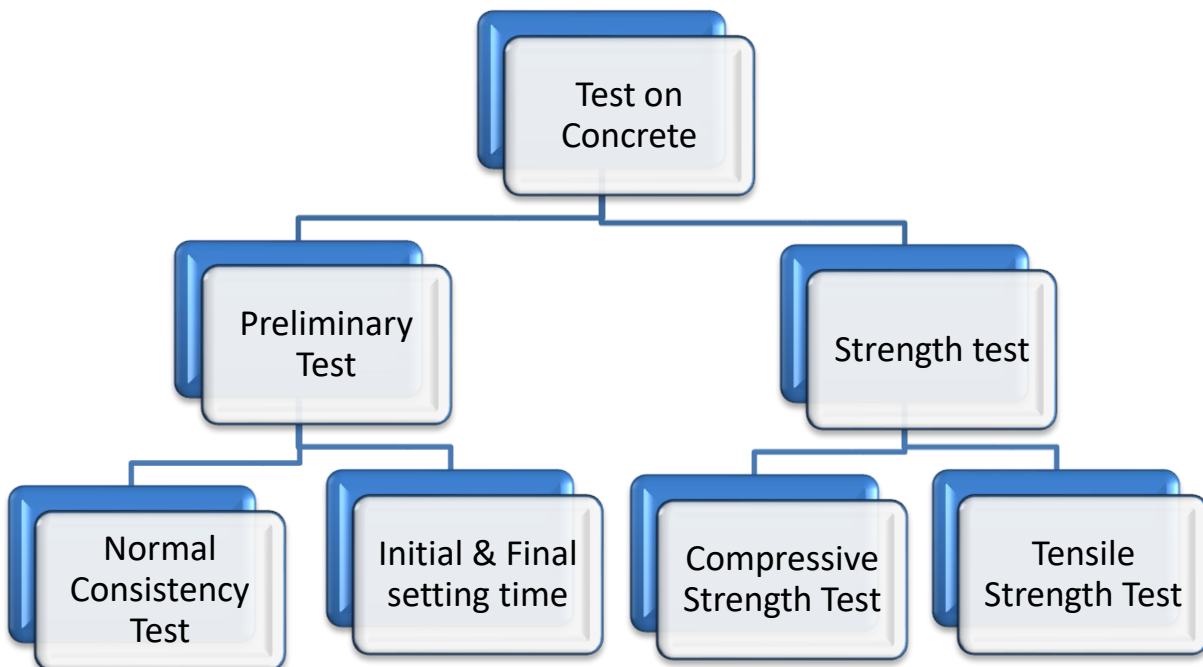 Test on
Concrete
Preliminary
Test
Strength test
Normal
Consistency
Test
Initial & Final
setting time
Compressive
Strength Test
Tensile
Strength Test